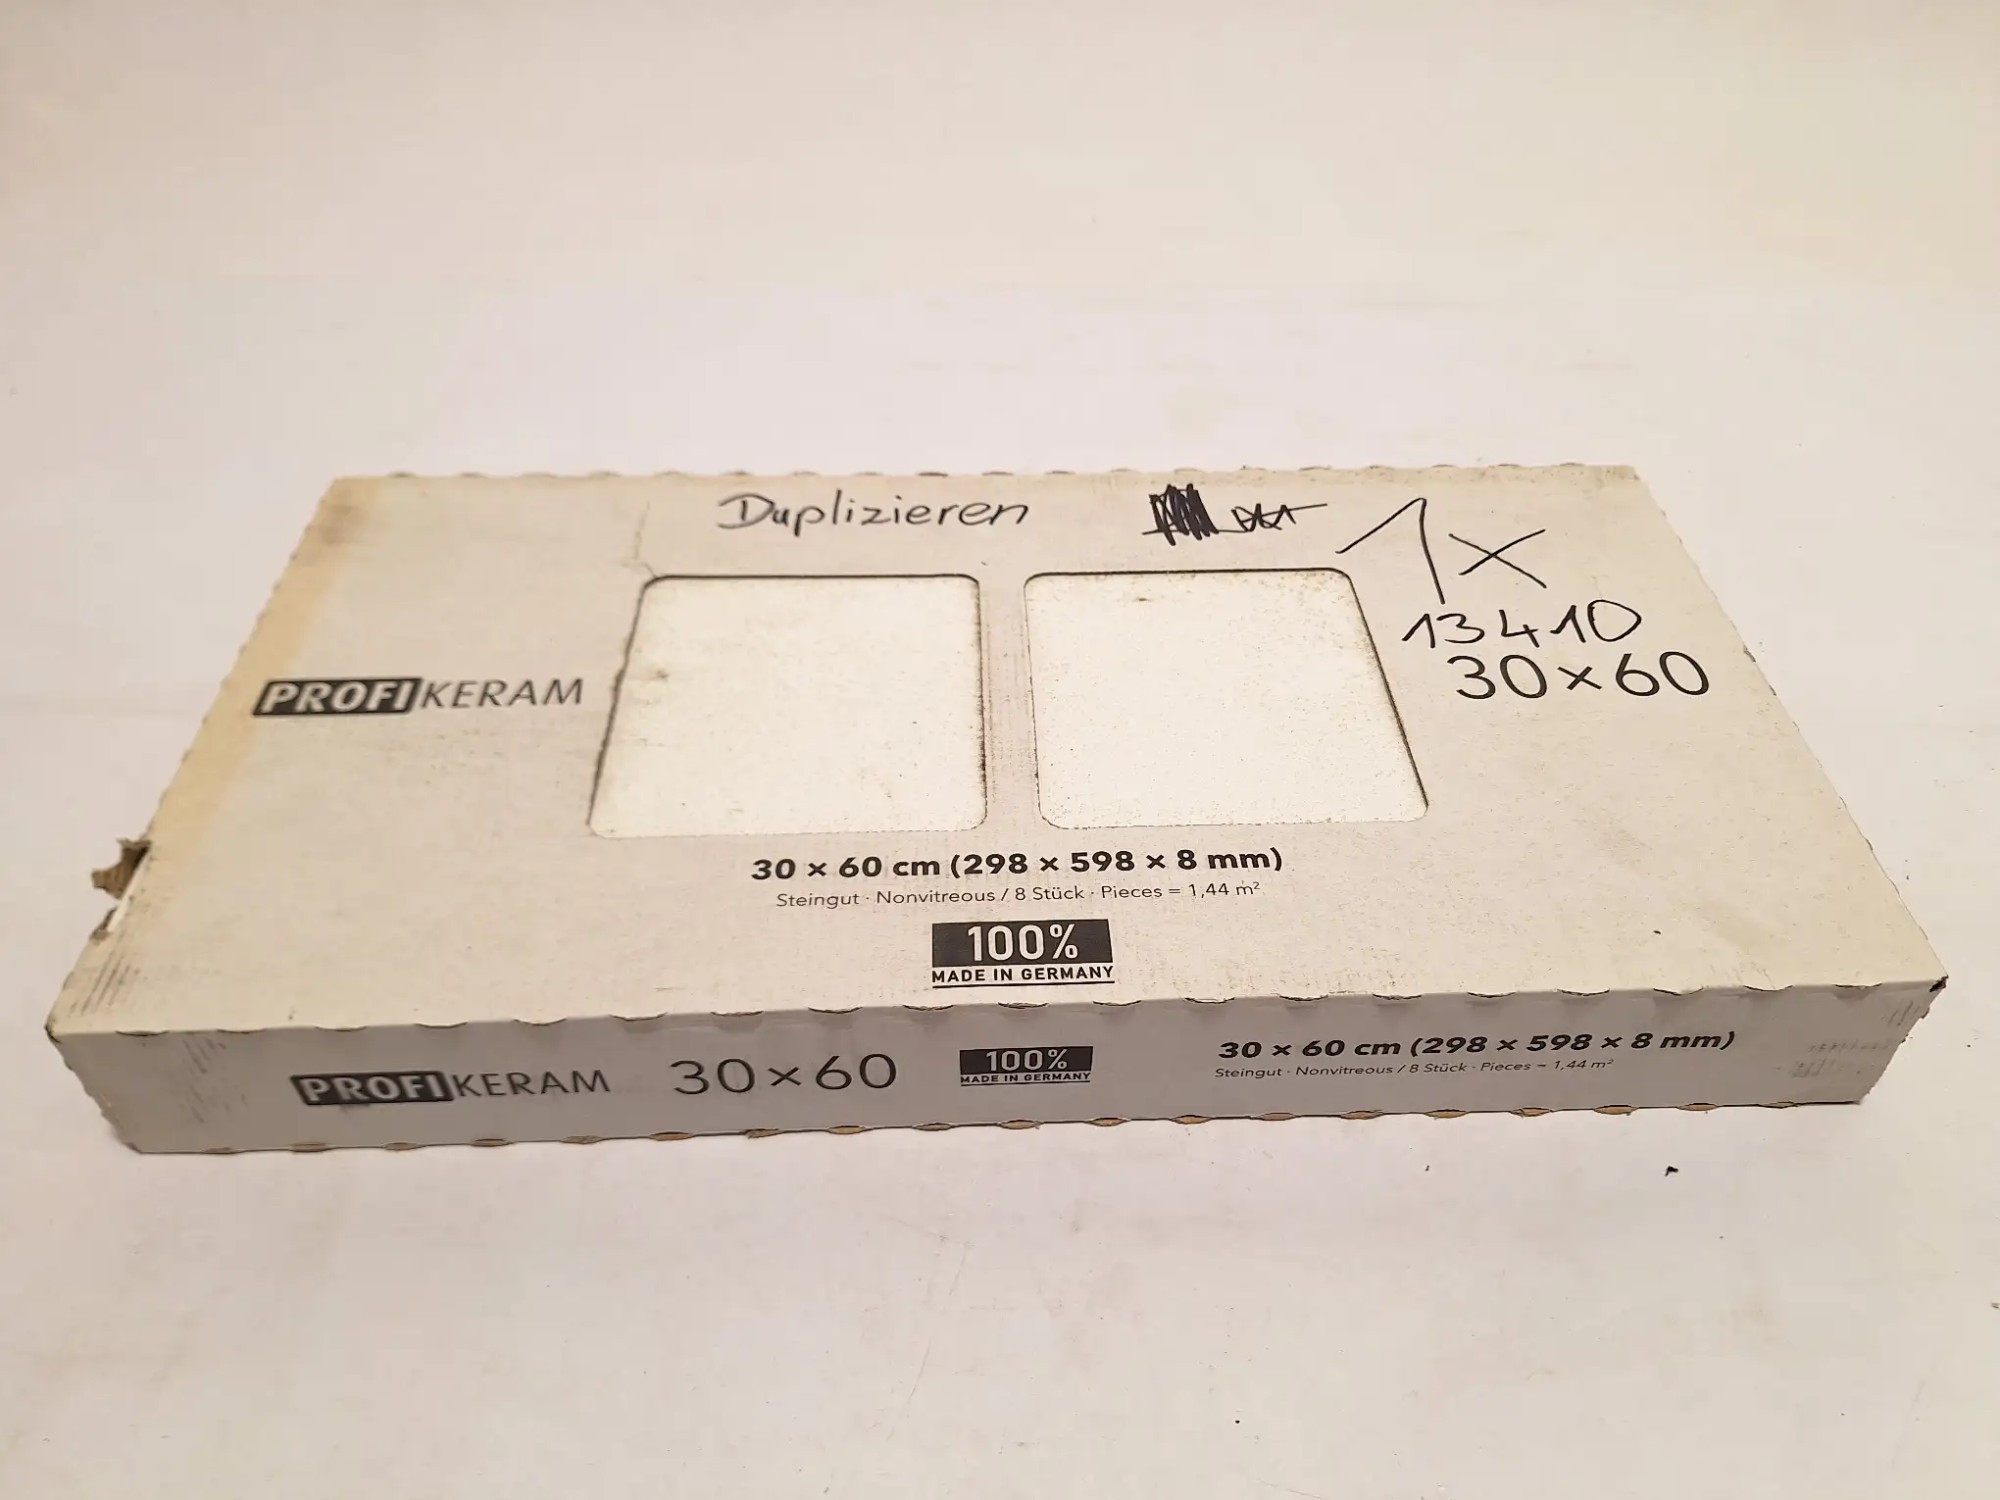 Duplizieren
1x
13410
PROFIKERAM
30×60
30 × 60 cm (298 × 598 × 8 mm)
Steingut · Nonvitreous / 8 Stück · Pieces = 1,44 m²
100%
MADE IN GERMANY
PROFIKERAM
30×60
100%
MADE IN GERMANY
30 × 60 cm (298 × 598 × 8 mm)
Steingut · Nonvitreous / 8 Stück · Pieces = 1,44 m²